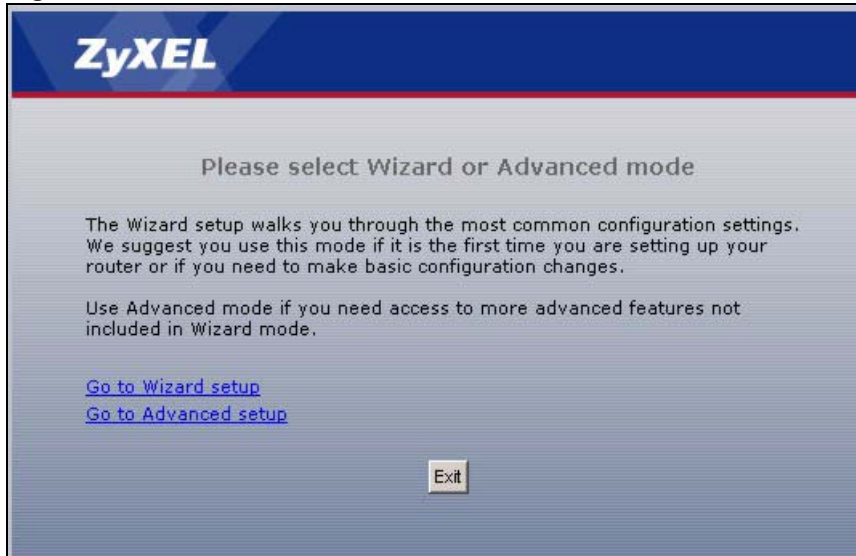 ZyXEL
Please select Wizard or Advanced mode
The Wizard setup walks you through the most common configuration settings.
We suggest you use this mode if it is the first time you are setting up your
router or if you need to make basic configuration changes.
Use Advanced mode if you need access to more advanced features not
included in Wizard mode.
Go to Wizard setup
Go to Advanced setup
Exit